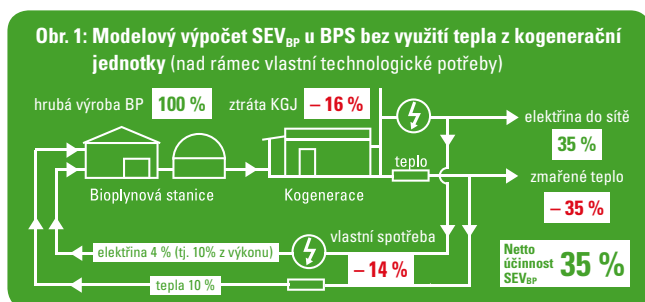 Obr. 1: Modelový výpočet SEVBP u BPS bez využití tepla z kogenerační
jednotky (nad rámec vlastní technologické potřeby)
hrubá výroba BP 100 % ztráta KGJ – 16 %
elektřina do sítě
35 %
teplo
zmařené teplo
– 35 %
Bioplynová stanice Kogenerace
vlastní spotřeba
– 14 %
elektřina 4 % (tj. 10% z výkonu)
tepla 10 %
Netto
účinnost
SEVBP
35 %